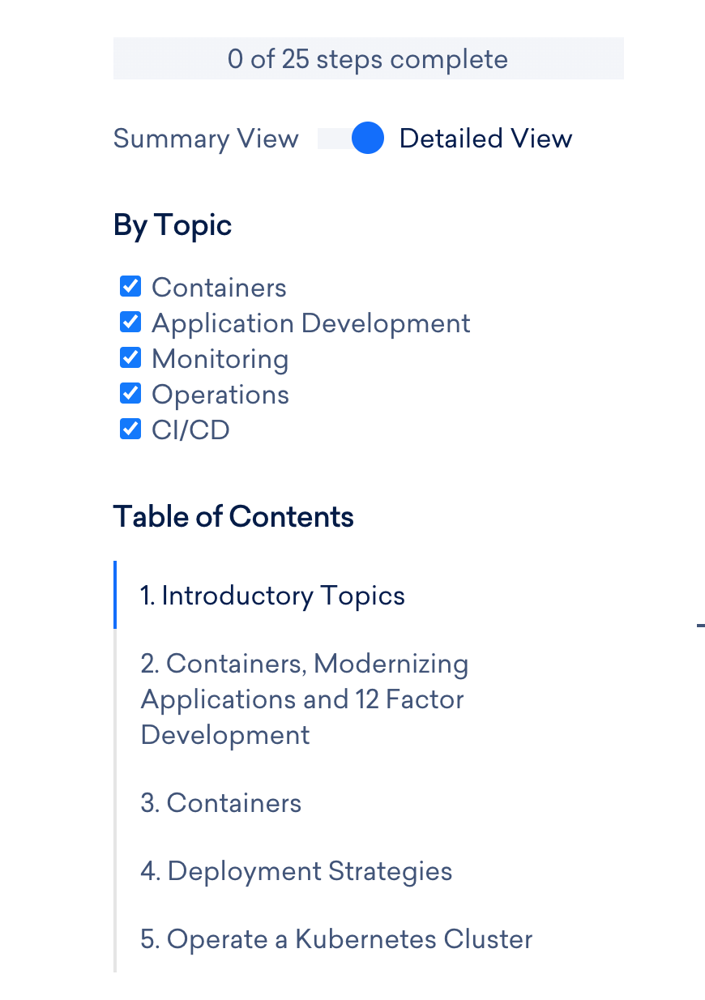 0 of 25 steps complete
Summary View Detailed View
By Topic
Containers
Application Development
Monitoring
Operations
CI/CD
Table of Contents
1. Introductory Topics
2. Containers, Modernizing
Applications and 12 Factor
Development
3. Containers
4. Deployment Strategies
5. Operate a Kubernetes Cluster